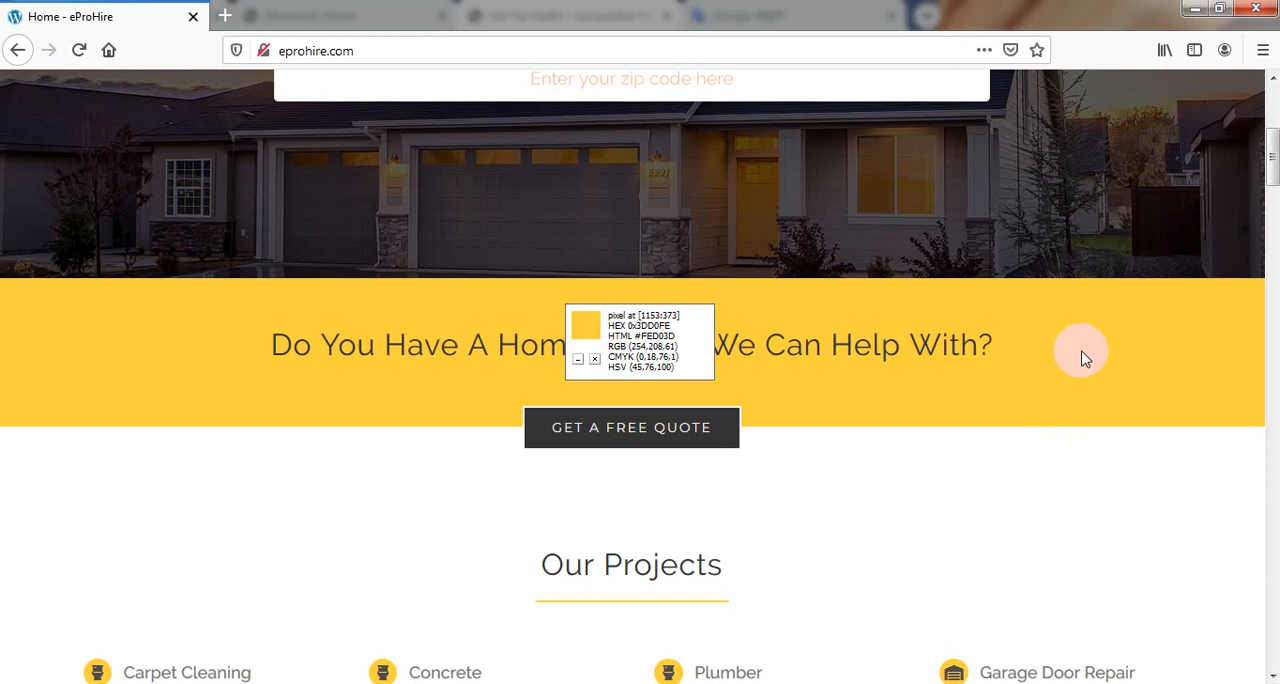 Home - eProHire
eprohire.com
Enter your zip code here
Do You Have A Hom We Can Help With?
pixel at [1153:373]
HEX 0x3DD0FE
HTML #FED03D
RGB (254,208,61)
CMYK (0,18,76,1)
HSV (45,76,100)
GET A FREE QUOTE
Our Projects
Carpet Cleaning
Concrete
Plumber
Garage Door Repair